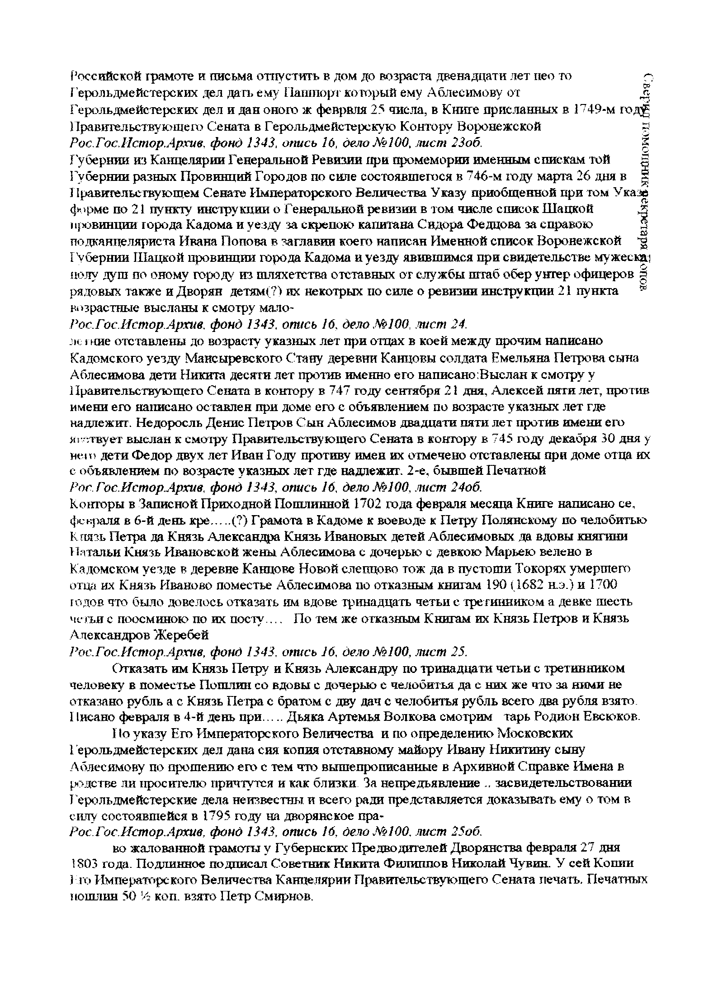 Российской грамоте и письма отпустить в дом до возраста двенадцати лет пео то
Герольдмейстерских дел дать ему Пашпорт который ему Аблесимову от
Герольдмейстерских дел и дан оного ж феврвля 25 числа, в Книге присланных в 1749-м году
Правительствующего Сената в Герольдмейстерскую Контору Воронежской
Рос.Гос.Истор.Архив, фонд 1343, опись 16, дело №100, лист 23об.
Губернии из Канцелярии Генеральной Ревизии при промемории именным спискам той
Губернии разных Провинций Городов по силе состоявшегося в 746-м году марта 26 дня в
Правительствующем Сенате Императорского Величества Указу приобщенной при том Указе
форме по 21 пункту инструкции о Генеральной ревизии в том числе список Шацкой
провинции города Кадома и уезду за скрепою капитана Сидора Федцова за справою
подканцеляриста Ивана Попова в заглавии коего написан Именной список Воронежской
Губернии Шацкой провинции города Кадома и уезду явившимся при свидетельстве мужеска
полу душ по оному городу из шляхетства отставных от службы штаб обер унтер офицеров
рядовых также и Дворян детям(?) их некотрых по силе о ревизии инструкции 21 пункта
возрастные высланы к смотру мало-
Рос.Гос.Истор.Архив, фонд 1343, опись 16, дело №100, лист 24.
летние отставлены до возрасту указных лет при отцах в коей между прочим написано
Кадомского уезду Мансыревского Стану деревни Канцовы солдата Емельяна Петрова сына
Аблесимова дети Никита десяти лет против именно его написано:Выслан к смотру у
Правительствующего Сената в контору в 747 году сентября 21 дня, Алексей пяти лет, против
имени его написано оставлен при доме его с объявлением по возрасте указных лет где
надлежит. Недоросль Денис Петров Сын Аблесимов двадцати пяти лет против имени его
явствует выслан к смотру Правительствующего Сената в контору в 745 году декабря 30 дня у
него дети Федор двух лет Иван Году противу имен их отмечено отставлены при доме отца их
с объявлением по возрасте указных лет где надлежит. 2-е, бывшей Печатной
Рос.Гос.Истор.Архив, фонд 1343, опись 16, дело №100, лист 24об.
Конторы в Записной Приходной Пошлинной 1702 года февраля месяца Книге написано се,
февраля в 6-й день кре.....(?) Грамота в Кадоме к воеводе к Петру Полянскому по челобитью
Князь Петра да Князь Александра Князь Ивановых детей Аблесимовых да вдовы княгини
Натальи Князь Ивановской жены Аблесимова с дочерью с девкою Марьею велено в
Кадомском уезде в деревне Канцове Новой слепцово тож да в пустоши Токорях умершего
отца их Князь Иваново поместье Аблесимова по отказным книгам 190 (1682 н.э.) и 1700
годов что было довелось отказать им вдове тринадцать четьи с третинником а девке шесть
четьи с поосминою по их посту.... По тем же отказным Книгам их Князь Петров и Князь
Александров Жеребей
Рос.Гос.Истор.Архив, фонд 1343, опись 16, дело №100, лист 25.
Отказать им Князь Петру и Князь Александру по тринадцати четьи с третинником
человеку в поместье Пошлин со вдовы с дочерью с челобитья да с них же что за ними не
отказано рубль а с Князь Петра с братом с дву дач с челобитья рубль всего два рубля взято.
Писано февраля в 4-й день при..... Дьяка Артемья Волкова смотрим тарь Родион Евсюков.
По указу Его Императорского Величества и по определению Московских
Герольдмейстерских дел дана сия копия отставному майору Ивану Никитину сыну
Аблесимову по прошению его с тем что вышепрописанные в Архивной Справке Имена в
родстве ли просителю причтутся и как близки. За непредъявление .. засвидетельствовании
Герольдмейстерские дела неизвестны и всего ради представляется доказывать ему о том в
силу состоявшейся в 1795 году на дворянское пра-
Рос.Гос.Истор.Архив, фонд 1343, опись 16, дело №100, лист 25об.
во жалованной грамоты у Губернских Предводителей Дворянства февраля 27 дня
1803 года. Подлинное подписал Советник Никита Филиппов Николай Чувин. У сей Копии
Его Императорского Величества Канцелярии Правительствующего Сената печать. Печатных
пошлин 50 ½ коп. взято Петр Смирнов.
Сверил помощник секретаря Попов.